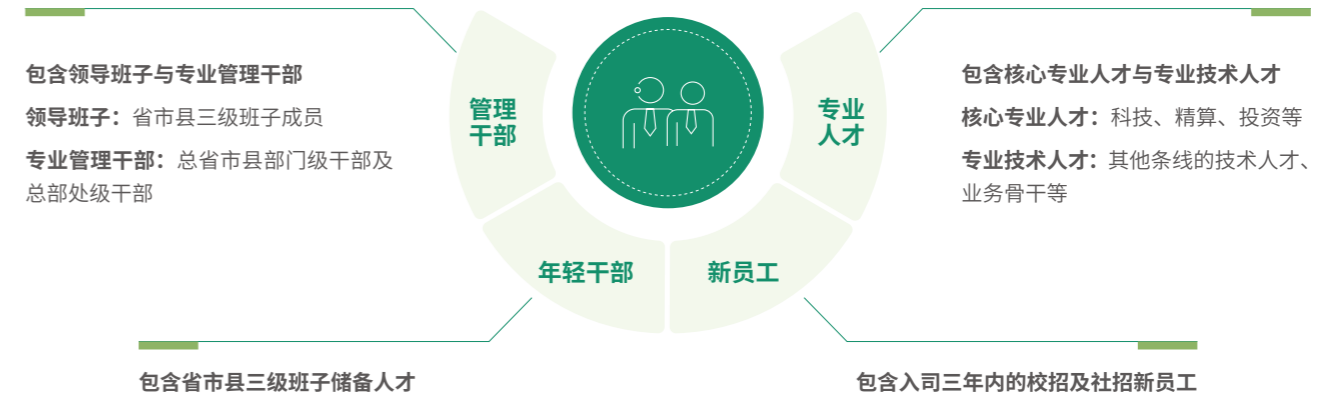 包含领导班子与专业管理干部
领导班子：省市县三级班子成员
专业管理干部：总省市县部门级干部及
总部处级干部
管理
干部
专业
人才
包含核心专业人才与专业技术人才
核心专业人才：科技、精算、投资等
专业技术人才：其他条线的技术人才、
业务骨干等
年轻干部
新员工
包含省市县三级班子储备人才
包含入司三年内的校招及社招新员工